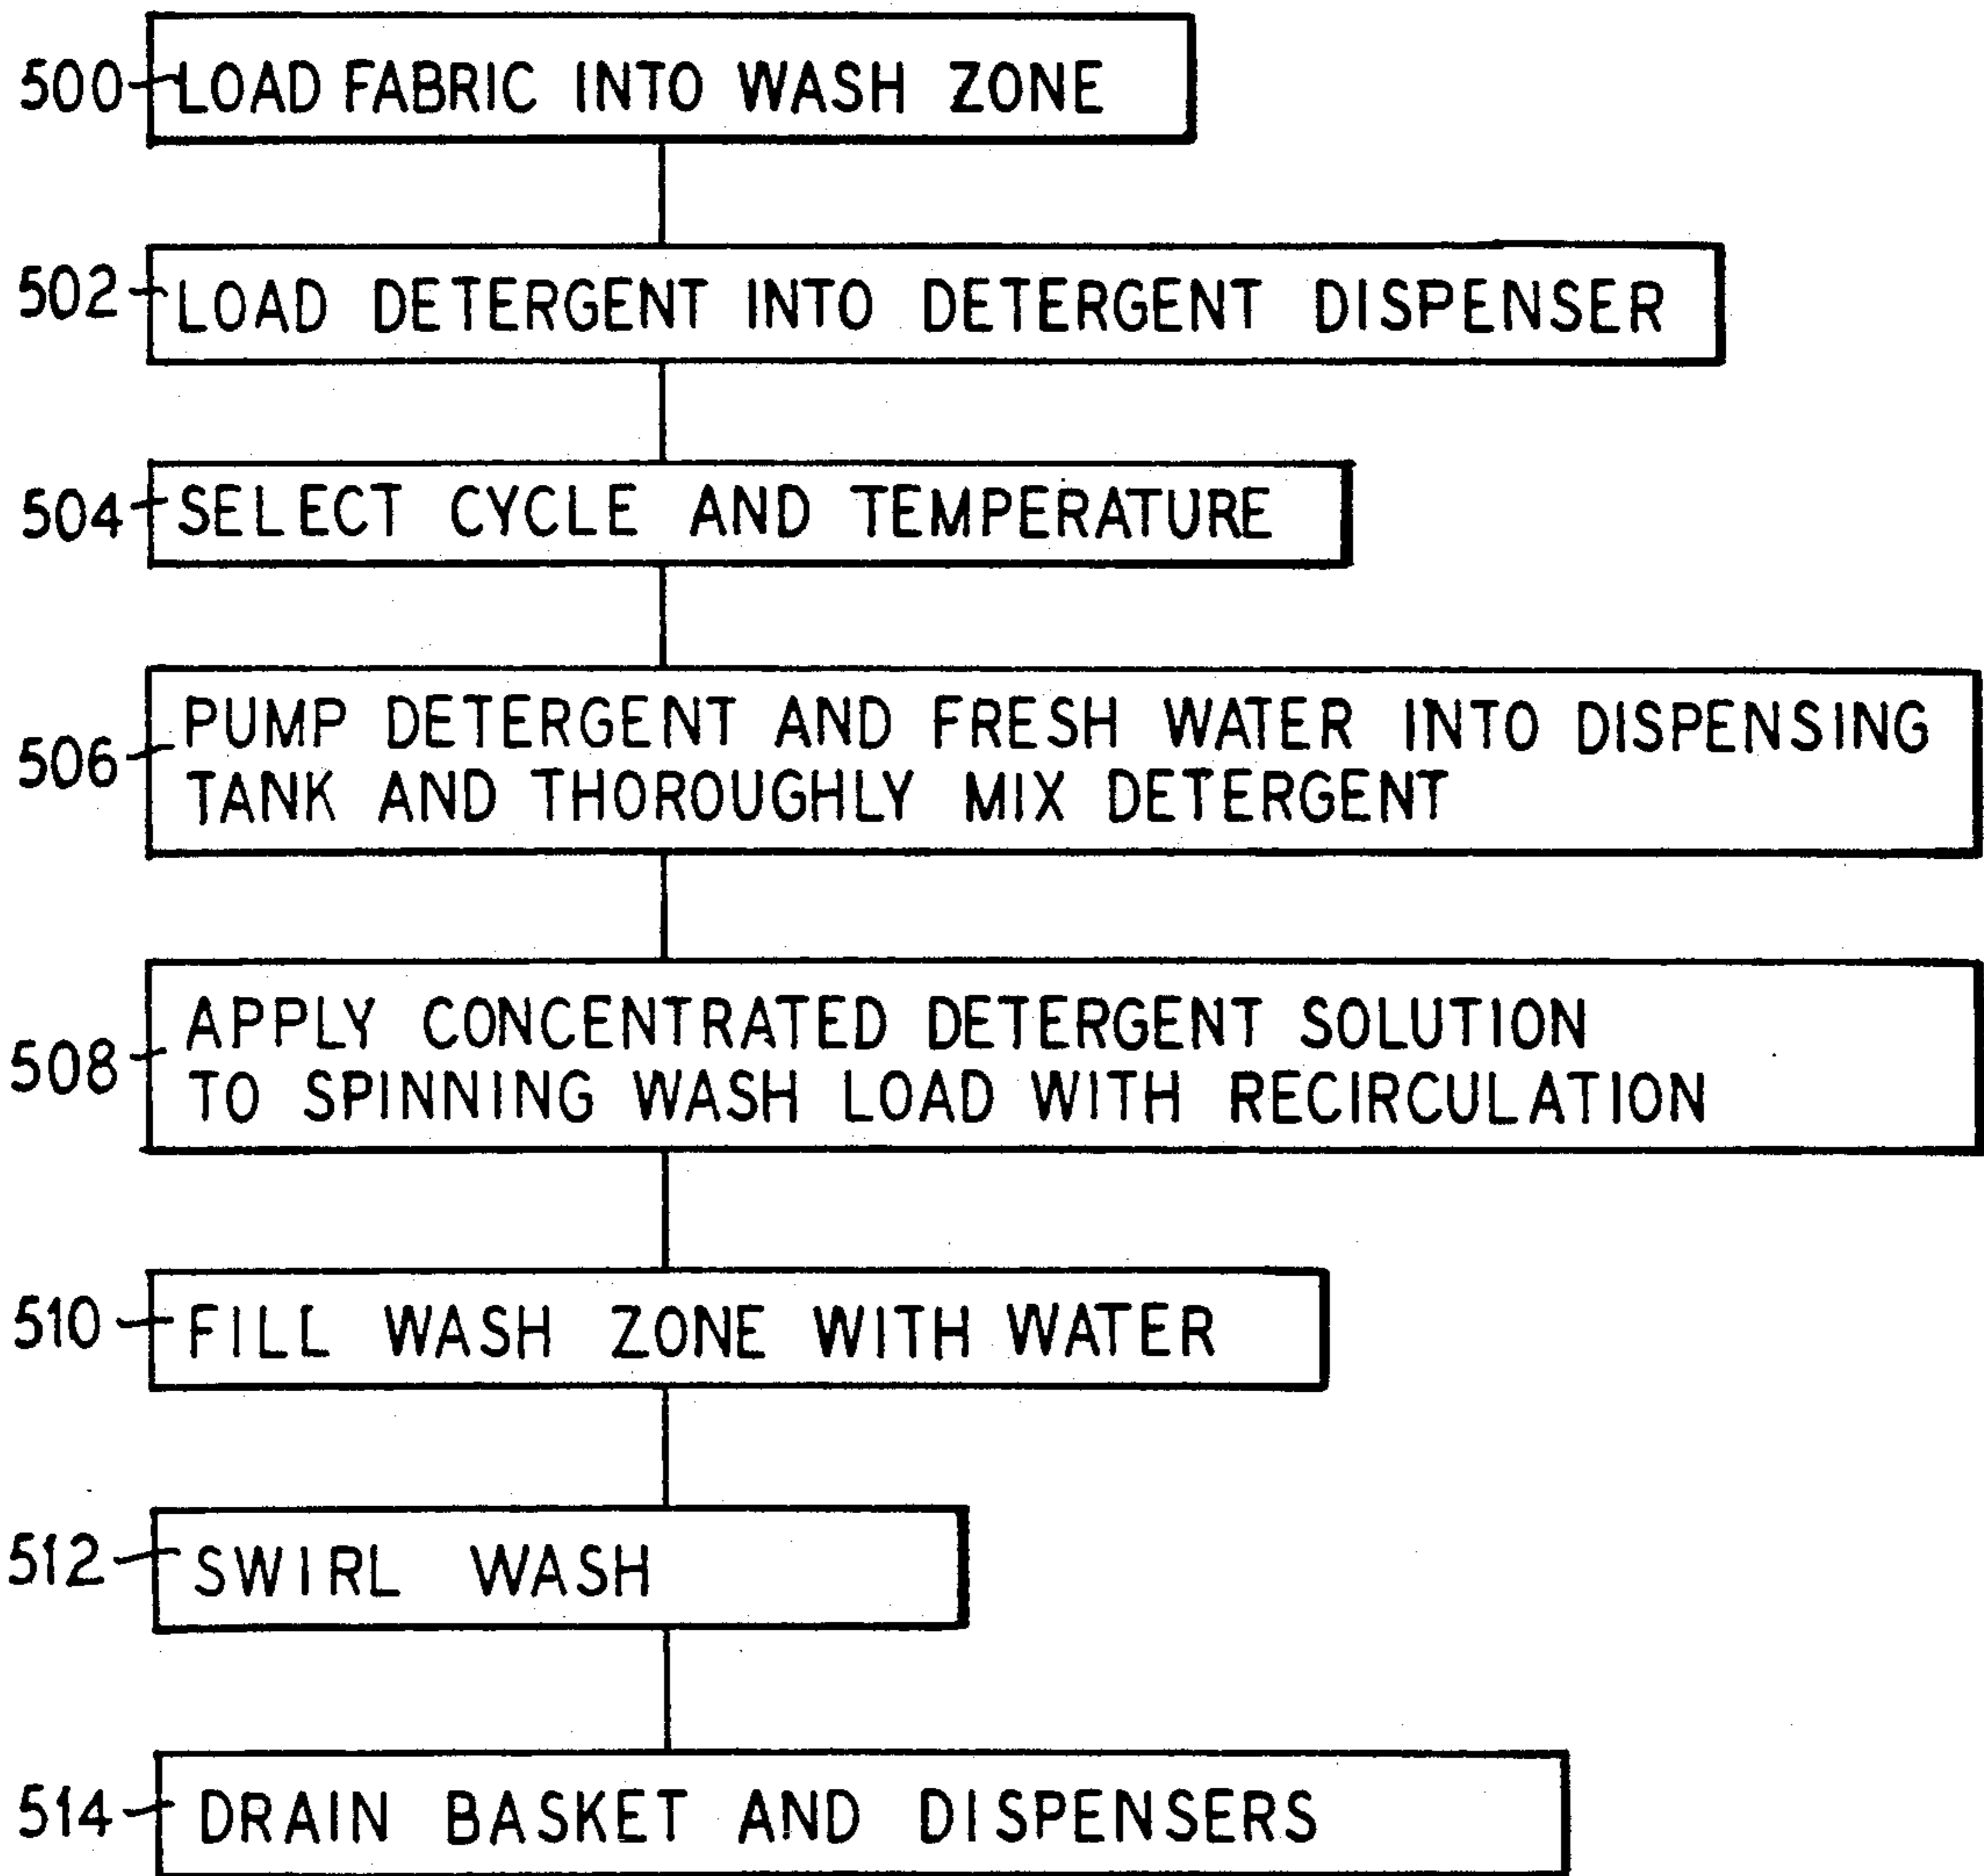 500 LOAD FABRIC INTO WASH ZONE
502 LOAD DETERGENT INTO DETERGENT DISPENSER
504 SELECT CYCLE AND TEMPERATURE
506 PUMP DETERGENT AND FRESH WATER INTO DISPENSING
TANK AND THOROUGHLY MIX DETERGENT
508 APPLY CONCENTRATED DETERGENT SOLUTION
TO SPINNING WASH LOAD WITH RECIRCULATION
510 FILL WASH ZONE WITH WATER
512 SWIRL WASH
514 DRAIN BASKET AND DISPENSERS